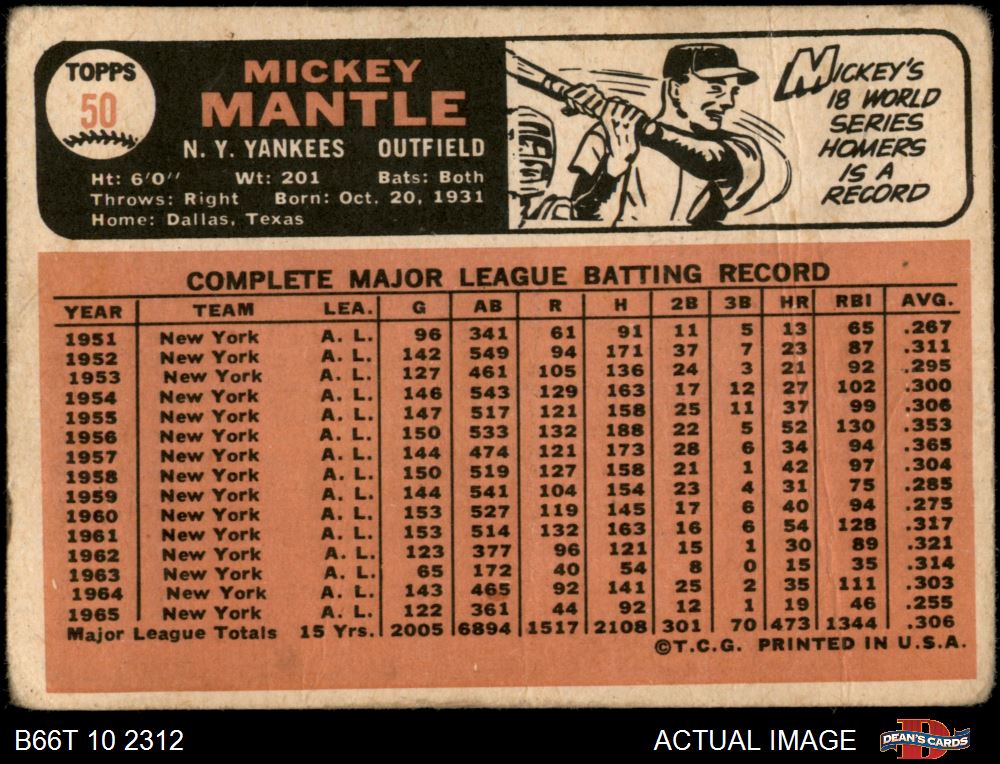 TOPPS
50
MICKEY
MANTLE
N. Y. YANKEES OUTFIELD
Ht: 6'0" Wt: 201 Bats: Both
Throws: Right Born: Oct. 20, 1931
Home: Dallas, Texas
MICKEY'S
18 WORLD
SERIES
HOMERS
IS A
RECORD
COMPLETE MAJOR LEAGUE BATTING RECORD
YEAR TEAM LEA. G AB R H 2B 3B HR RBI AVG.
1951 New York A. L. 96 341 61 91 11 5 13 65 .267
1952 New York A. L. 142 549 94 171 37 7 23 87 .311
1953 New York A. L. 127 461 105 136 24 3 21 92 .295
1954 New York A. L. 146 543 129 163 17 12 27 102 .300
1955 New York A. L. 147 517 121 158 25 11 37 99 .306
1956 New York A. L. 150 533 132 188 22 5 52 130 .353
1957 New York A. L. 144 474 121 173 28 6 34 94 .365
1958 New York A. L. 150 519 127 158 21 1 42 97 .304
1959 New York A. L. 144 541 104 154 23 4 31 75 .285
1960 New York A. L. 153 527 119 145 17 6 40 94 .275
1961 New York A. L. 153 514 132 163 16 6 54 128 .317
1962 New York A. L. 123 377 96 121 15 1 30 89 .321
1963 New York A. L. 65 172 40 54 8 0 15 35 .314
1964 New York A. L. 143 465 92 141 25 2 35 111 .303
1965 New York A. L. 122 361 44 92 12 1 19 46 .255
Major League Totals 15 Yrs. 2005 6894 1517 2108 301 70 473 1344 .306
©T.C.G. PRINTED IN U.S.A.
B66T 10 2312 ACTUAL IMAGE
D
DEAN'S CARDS